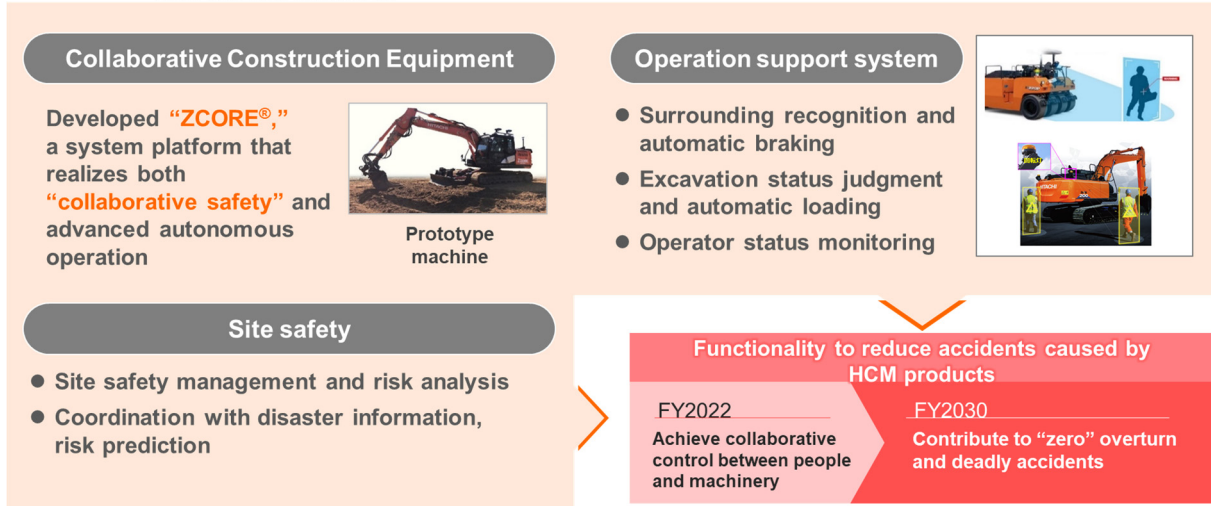 Collaborative Construction Equipment
Developed “ZCORE®,”
a system platform that
realizes both
“collaborative safety” and
advanced autonomous
operation
Prototype
machine
Operation support system
● Surrounding recognition and
automatic braking
● Excavation status judgment
and automatic loading
● Operator status monitoring
HITACHI
200
Site safety
● Site safety management and risk analysis
● Coordination with disaster information,
risk prediction
Functionality to reduce accidents caused by
HCM products
FY2022
Achieve collaborative
control between people
and machinery
FY2030
Contribute to “zero” overturn
and deadly accidents